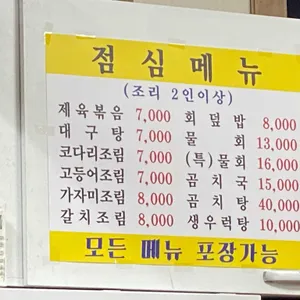 점심메뉴
(조리 2인이상)
제육볶음 7,000 회덮밥 8,000
대구탕 7,000 물회 13,000
코다리조림 7,000 (특)물회 16,000
고등어조림 7,000 곰치국 15,000
가자미조림 8,000 곰치탕 40,000
갈치조림 8,000 생우럭탕 10,000
모든 메뉴 포장가능